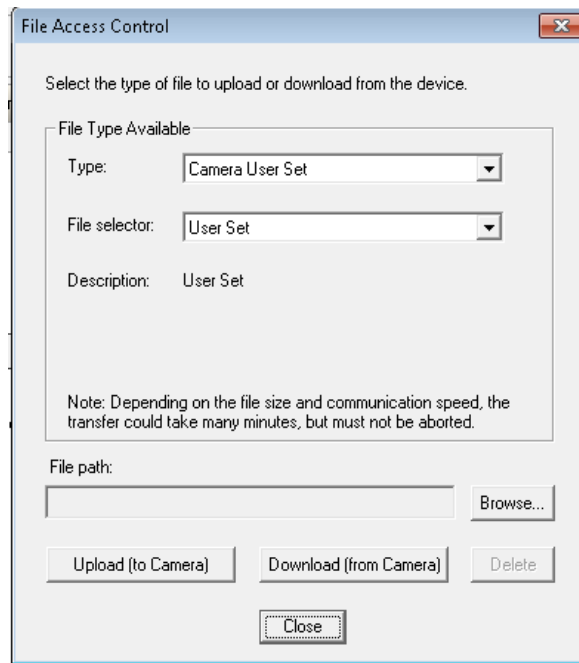 File Access Control
Select the type of file to upload or download from the device.
File Type Available
Type: Camera User Set
File selector: User Set
Description: User Set
Note: Depending on the file size and communication speed, the
transfer could take many minutes, but must not be aborted.
File path:
Browse...
Upload (to Camera) Download (from Camera) Delete
Close